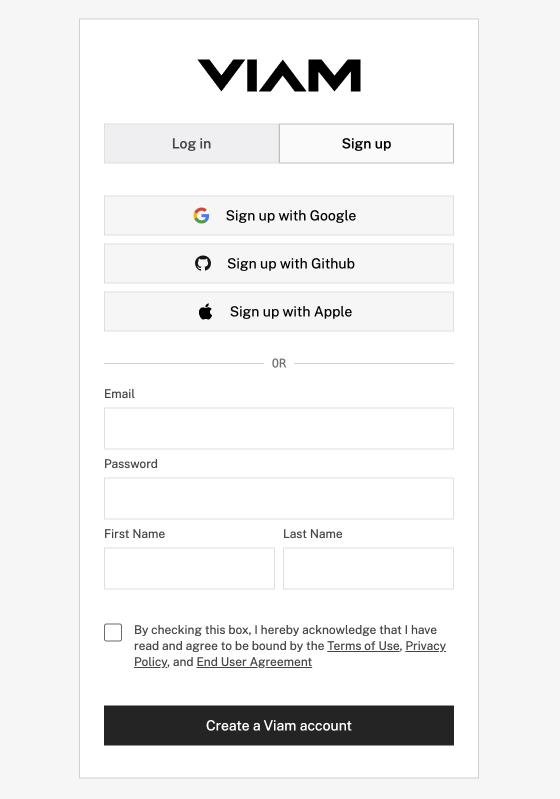 VIAM
Log in
Sign up
Sign up with Google
Sign up with Github
Sign up with Apple
OR
Email
Password
First Name
Last Name
By checking this box, I hereby acknowledge that I have
read and agree to be bound by the Terms of Use, Privacy
Policy, and End User Agreement
Create a Viam account